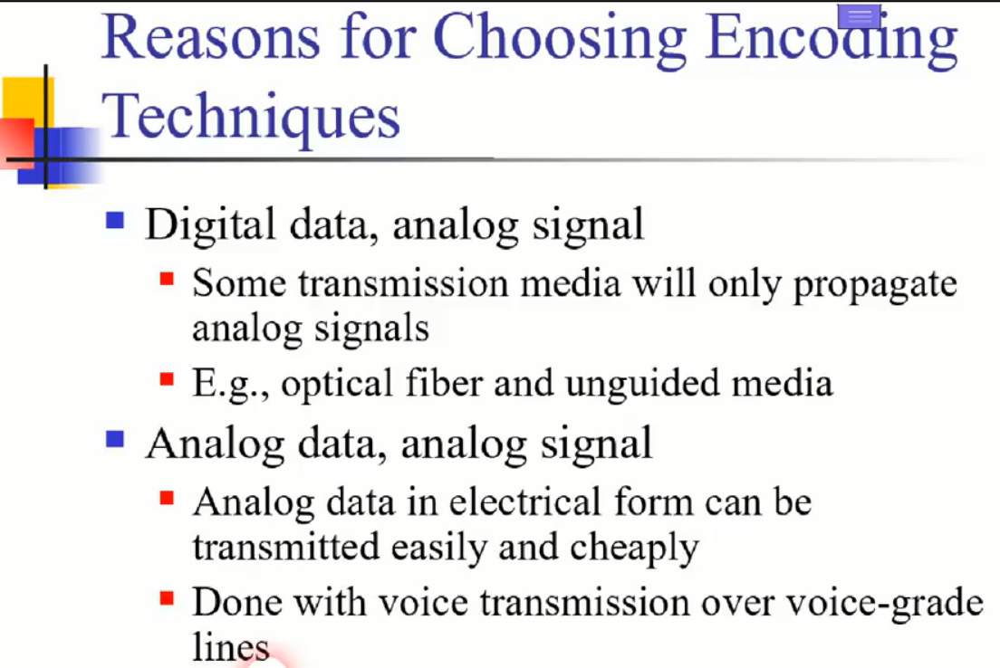 Reasons for Choosing Encoding
Techniques
Digital data, analog signal
Some transmission media will only propagate
analog signals
E.g., optical fiber and unguided media
Analog data, analog signal
Analog data in electrical form can be
transmitted easily and cheaply
Done with voice transmission over voice-grade
lines